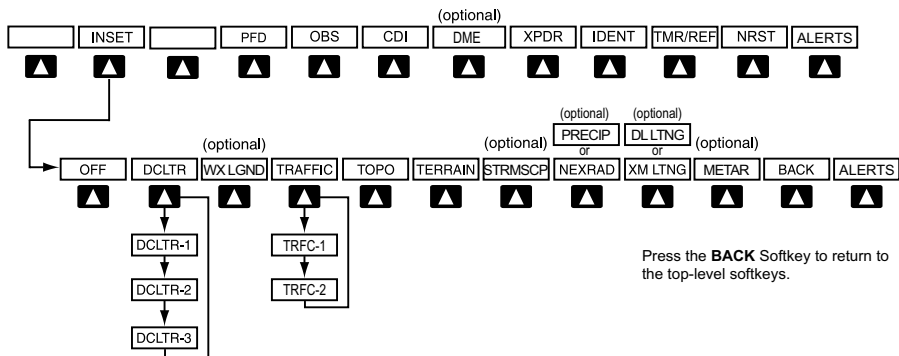 (optional)
INSET PFD OBS CDI DME XPDR IDENT TMR/REF NRST ALERTS
(optional) (optional)
PRECIP DL LTNG
(optional) (optional) or or (optional)
OFF DCLTR WX LGND TRAFFIC TOPO TERRAIN STRMSCP NEXRAD XM LTNG METAR BACK ALERTS
DCLTR-1 TRFC-1
DCLTR-2 TRFC-2
DCLTR-3
Press the BACK Softkey to return to
the top-level softkeys.